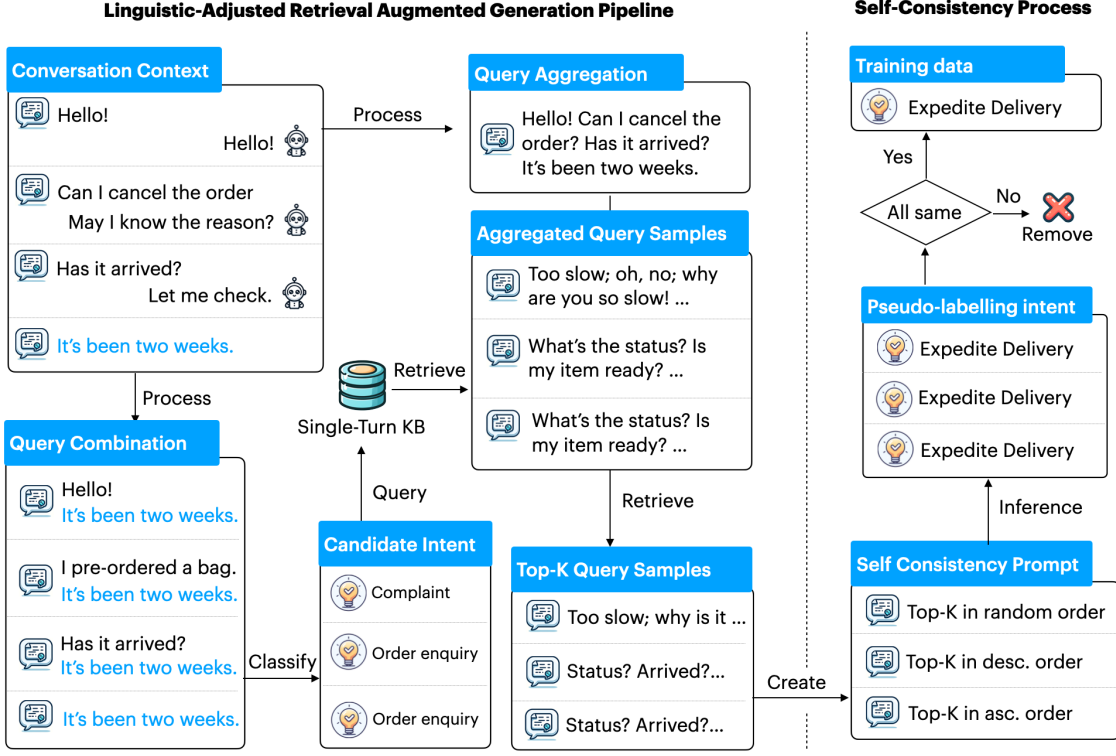 Linguistic-Adjusted Retrieval Augmented Generation Pipeline
Conversation Context
Hello!
Hello!
Can I cancel the order
May I know the reason?
Has it arrived?
Let me check.
It's been two weeks.
Process
Process
Query Combination
Hello!
It's been two weeks.
I pre-ordered a bag.
It's been two weeks.
Has it arrived?
It's been two weeks.
It's been two weeks.
Classify
Candidate Intent
Complaint
Order enquiry
Order enquiry
Query
Single-Turn KB
Retrieve
Query Aggregation
Hello! Can I cancel the
order? Has it arrived?
It's been two weeks.
Aggregated Query Samples
Too slow; oh, no; why
are you so slow! ...
What's the status? Is
my item ready? ...
What's the status? Is
my item ready? ...
Retrieve
Top-K Query Samples
Too slow; why is it ...
Status? Arrived?...
Status? Arrived?...
Create
Self-Consistency Process
Training data
Expedite Delivery
Yes
All same
No
Remove
Pseudo-labelling intent
Expedite Delivery
Expedite Delivery
Expedite Delivery
Inference
Self Consistency Prompt
Top-K in random order
Top-K in desc. order
Top-K in asc. order